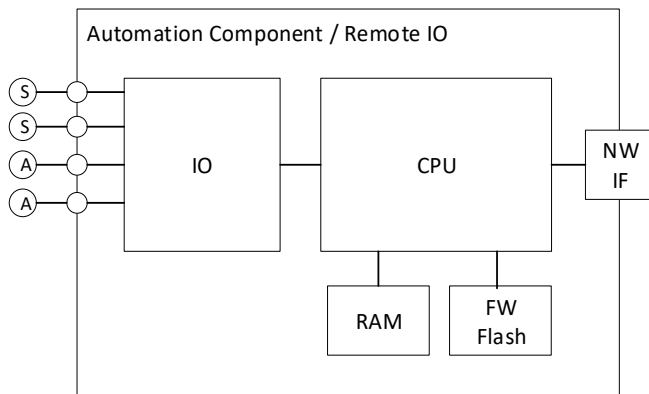 Automation Component / Remote IO
S
S
A
A
IO
CPU
NW
IF
RAM
FW
Flash